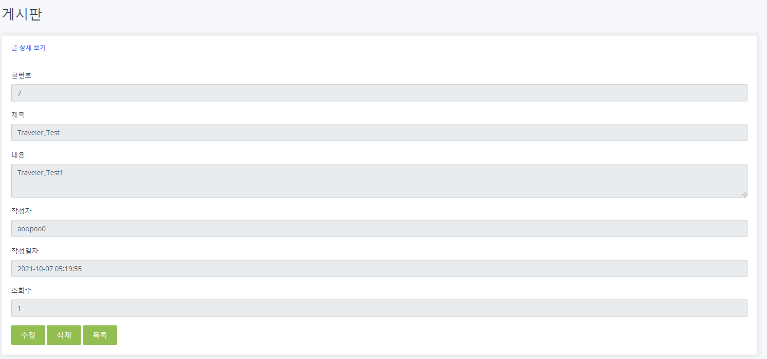 게시판
글 상세 보기
글번호
7
제목
Traveler_Test
내용
Traveler_Test1
작성자
aoopoo0
작성일자
2021-10-07 05:19:55
조회수
1
수정 삭제 목록